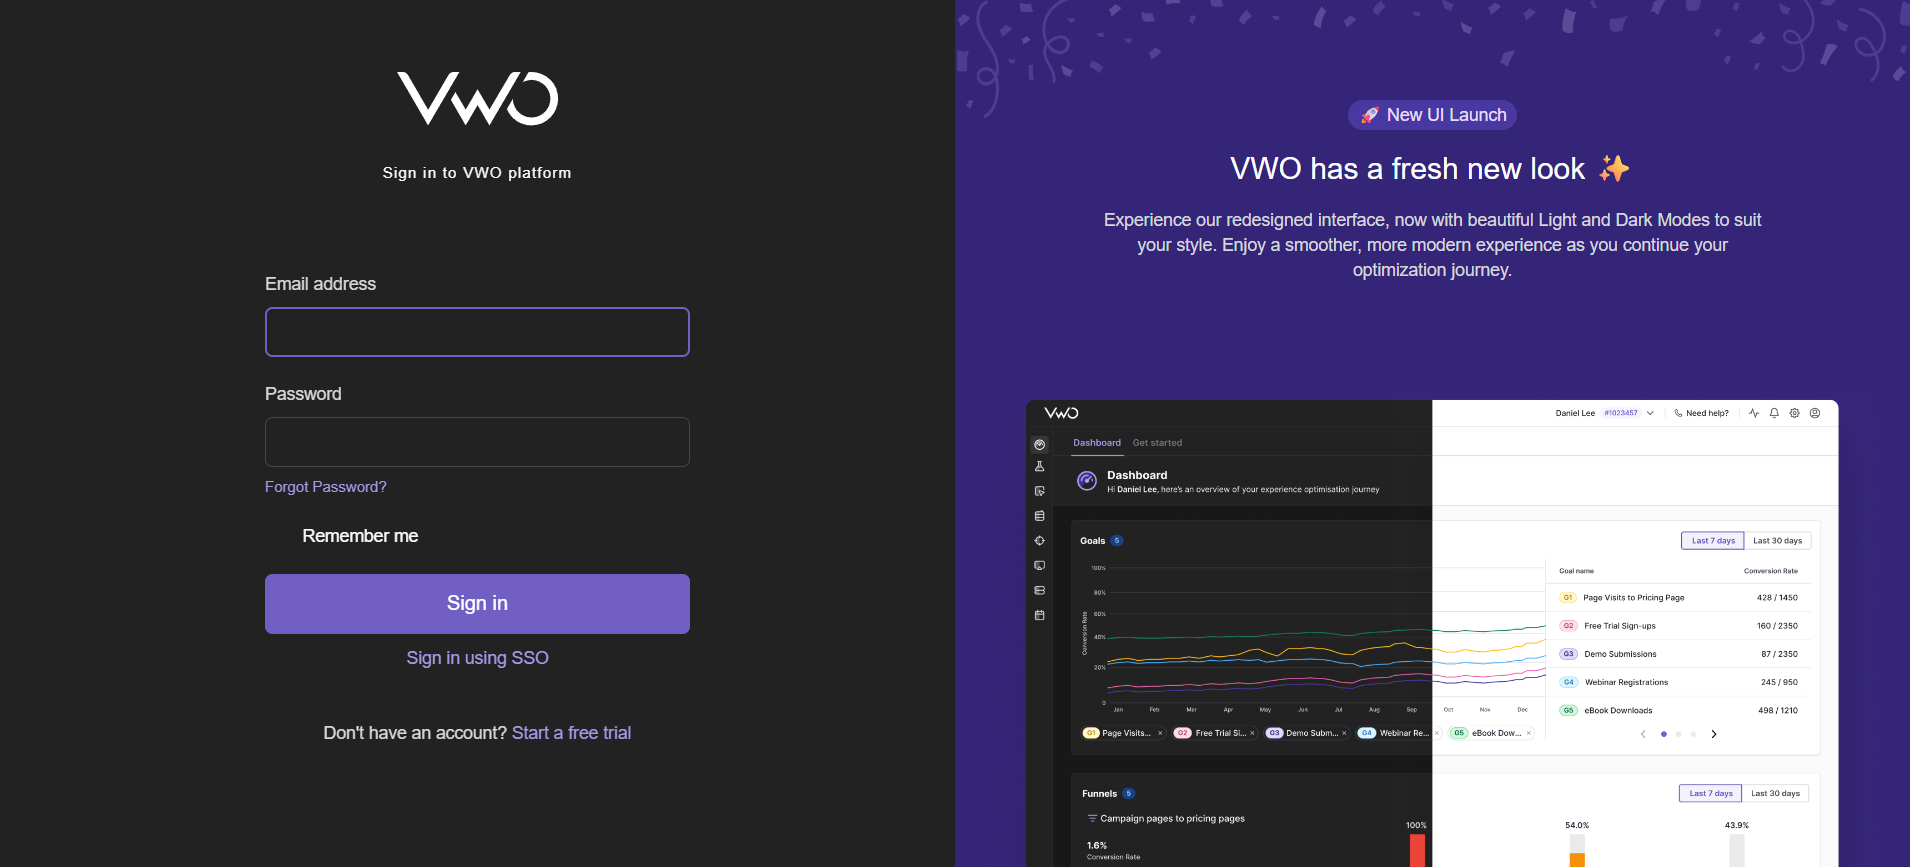 VWO
Sign in to VWO platform
Email address
Password
Forgot Password?
Remember me
Sign in
Sign in using SSO
Don't have an account? Start a free trial
New UI Launch
VWO has a fresh new look
Experience our redesigned interface, now with beautiful Light and Dark Modes to suit
your style. Enjoy a smoother, more modern experience as you continue your
optimization journey.
VWO
Daniel Lee #1023457 Need help?
Dashboard Get started
Dashboard
Hi Daniel Lee, here's an overview of your experience optimisation journey
Goals 5
Last 7 days Last 30 days
Conversion Rate
100%
80%
60%
40%
20%
0
Jan Feb Mar Apr May Jun Jul Aug Sep Oct Nov Dec
G1 Page Visits... × G2 Free Trial Si... × G3 Demo Subm... × G4 Webinar Re... × G5 eBook Dow... ×
Goal name Conversion Rate
G1 Page Visits to Pricing Page 428 / 1450
G2 Free Trial Sign-ups 160 / 2350
G3 Demo Submissions 87 / 2350
G4 Webinar Registrations 245 / 950
G5 eBook Downloads 498 / 1210
Funnels 5
Last 7 days Last 30 days
Campaign pages to pricing pages
1.6%
Conversion Rate
100% 54.0% 43.9%